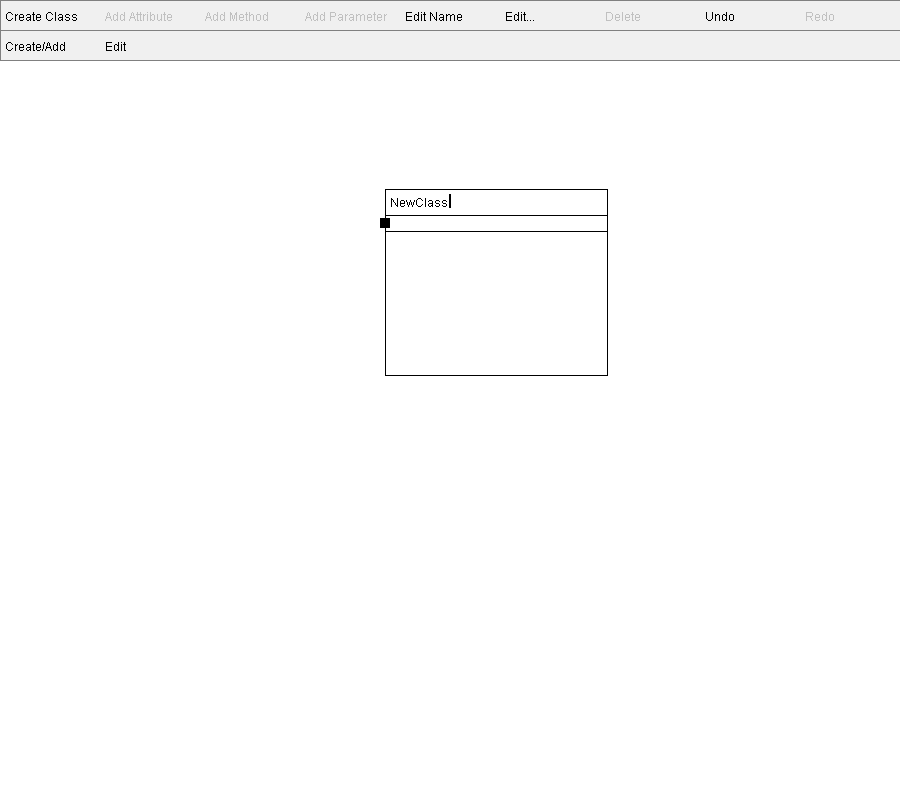 Create Class Add Attribute Add Method Add Parameter Edit Name Edit... Delete Undo Redo
Create/Add Edit
NewClass